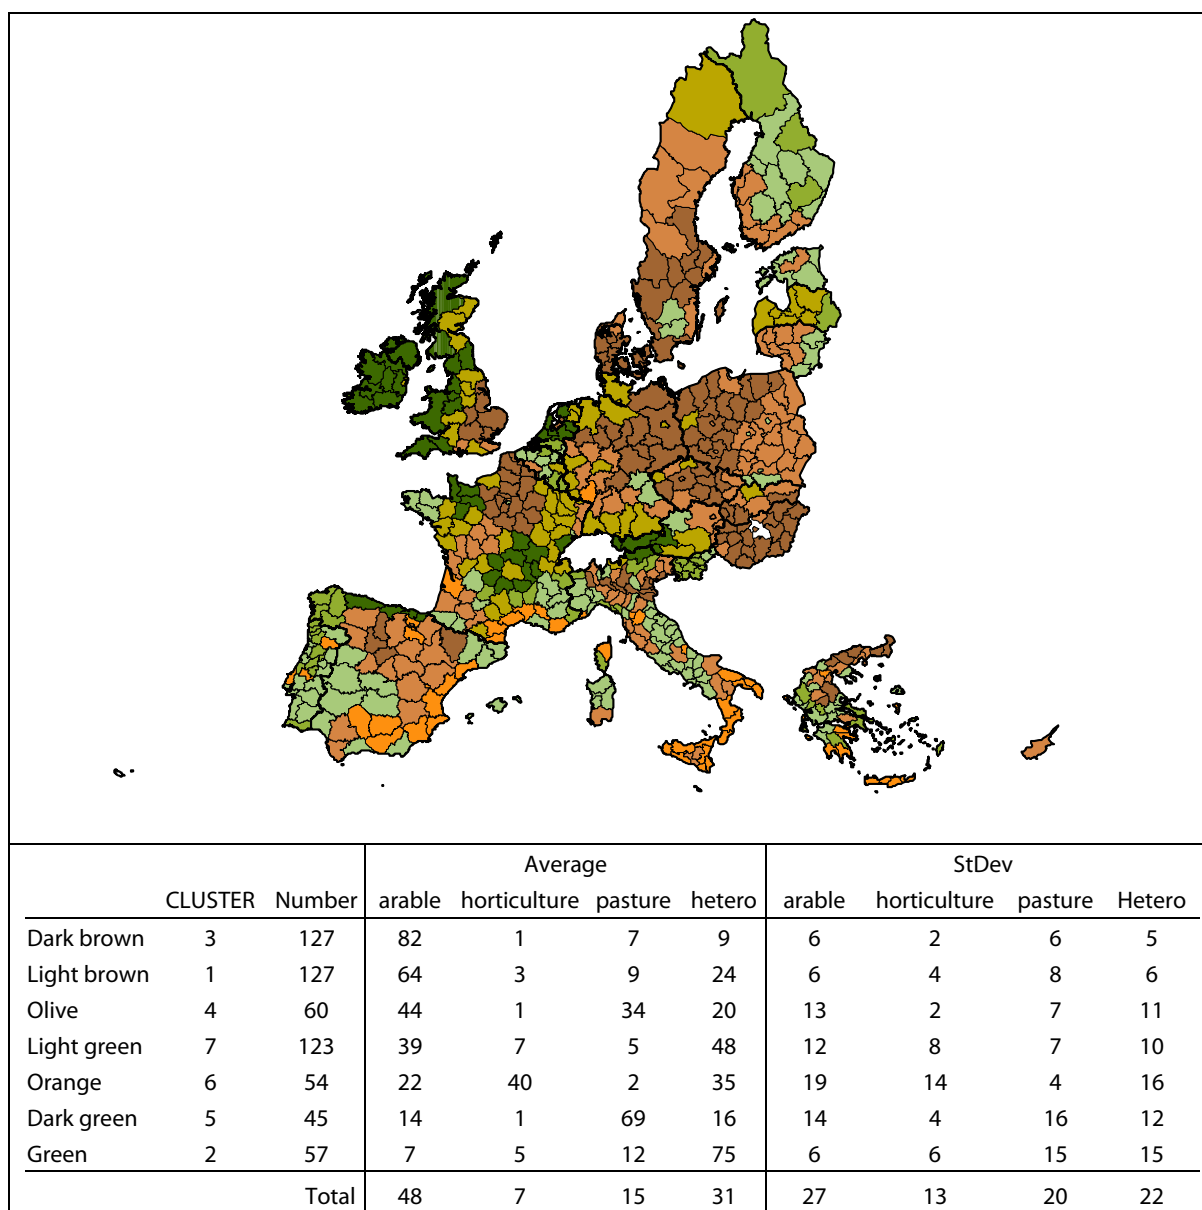 Average StDev
CLUSTER Number arable horticulture pasture hetero arable horticulture pasture Hetero
Dark brown 3 127 82 1 7 9 6 2 6 5
Light brown 1 127 64 3 9 24 6 4 8 6
Olive 4 60 44 1 34 20 13 2 7 11
Light green 7 123 39 7 5 48 12 8 7 10
Orange 6 54 22 40 2 35 19 14 4 16
Dark green 5 45 14 1 69 16 14 4 16 12
Green 2 57 7 5 12 75 6 6 15 15
Total 48 7 15 31 27 13 20 22